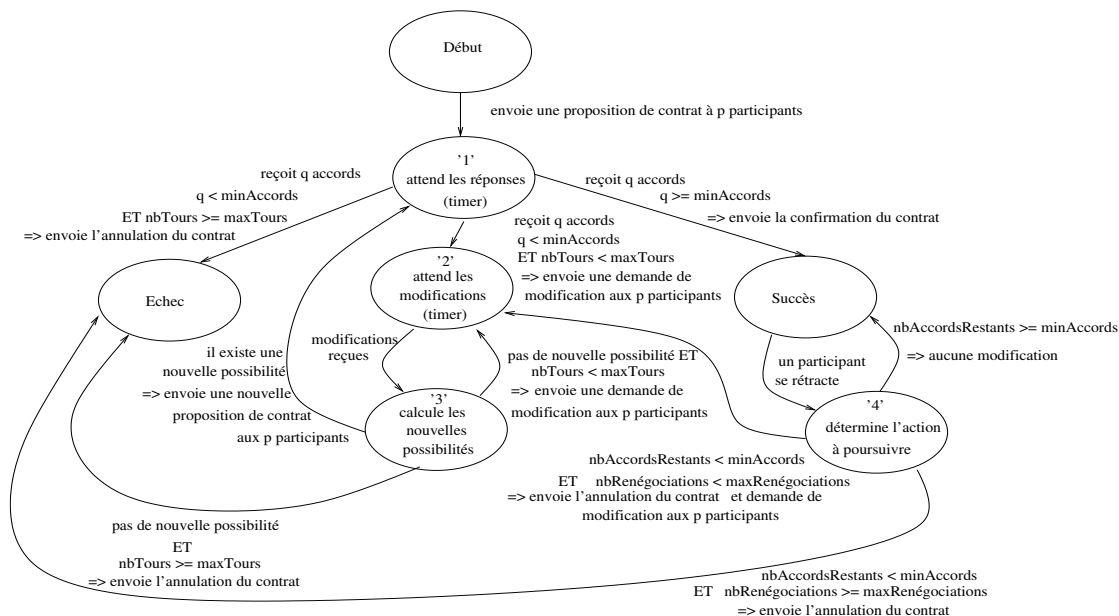 Début
envoie une proposition de contrat à p participants
'1'
attend les réponses
(timer)
reçoit q accords
q < minAccords
ET nbTours >= maxTours
=> envoie l'annulation du contrat
reçoit q accords
q >= minAccords
=> envoie la confirmation du contrat
reçoit q accords
q < minAccords
ET nbTours < maxTours
=> envoie une demande de
modification aux p participants
'2'
attend les
modifications
(timer)
Echec
Succès
nbAccordsRestants >= minAccords
=> aucune modification
un participant
se rétracte
modifications
reçues
il existe une
nouvelle possibilité
=> envoie une nouvelle
proposition de contrat
aux p participants
pas de nouvelle possibilité ET
nbTours < maxTours
=> envoie une demande de
modification aux p participants
'3'
calcule les
nouvelles
possibilités
'4'
détermine l'action
à poursuivre
nbAccordsRestants < minAccords
ET nbRenégociations < maxRenégociations
=> envoie l'annulation du contrat et demande de
modification aux p participants
pas de nouvelle possibilité
ET
nbTours >= maxTours
=> envoie l'annulation du contrat
nbAccordsRestants < minAccords
ET nbRenégociations >= maxRenégociations
=> envoie l'annulation du contrat